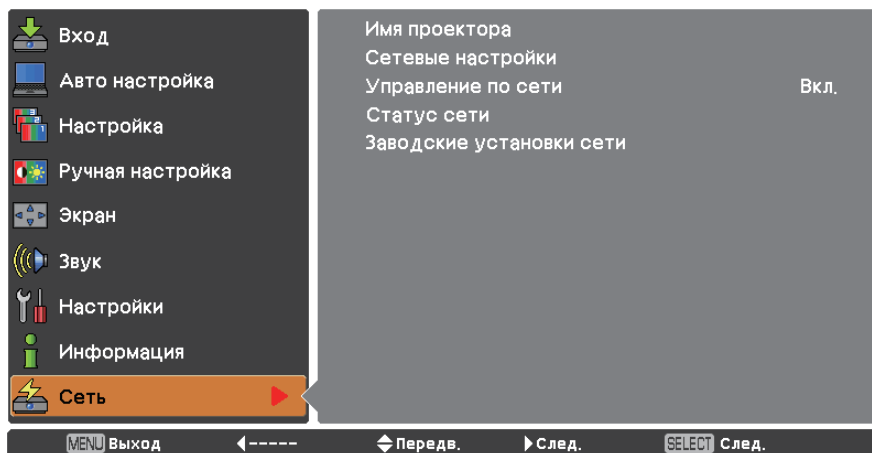 Вход
Авто настройка
Настройка
Ручная настройка
Экран
Звук
Настройки
Информация
Сеть
Имя проектора
Сетевые настройки
Управление по сети Вкл.
Статус сети
Заводские установки сети
MENU Выход ----- Передв. След. SELECT След.